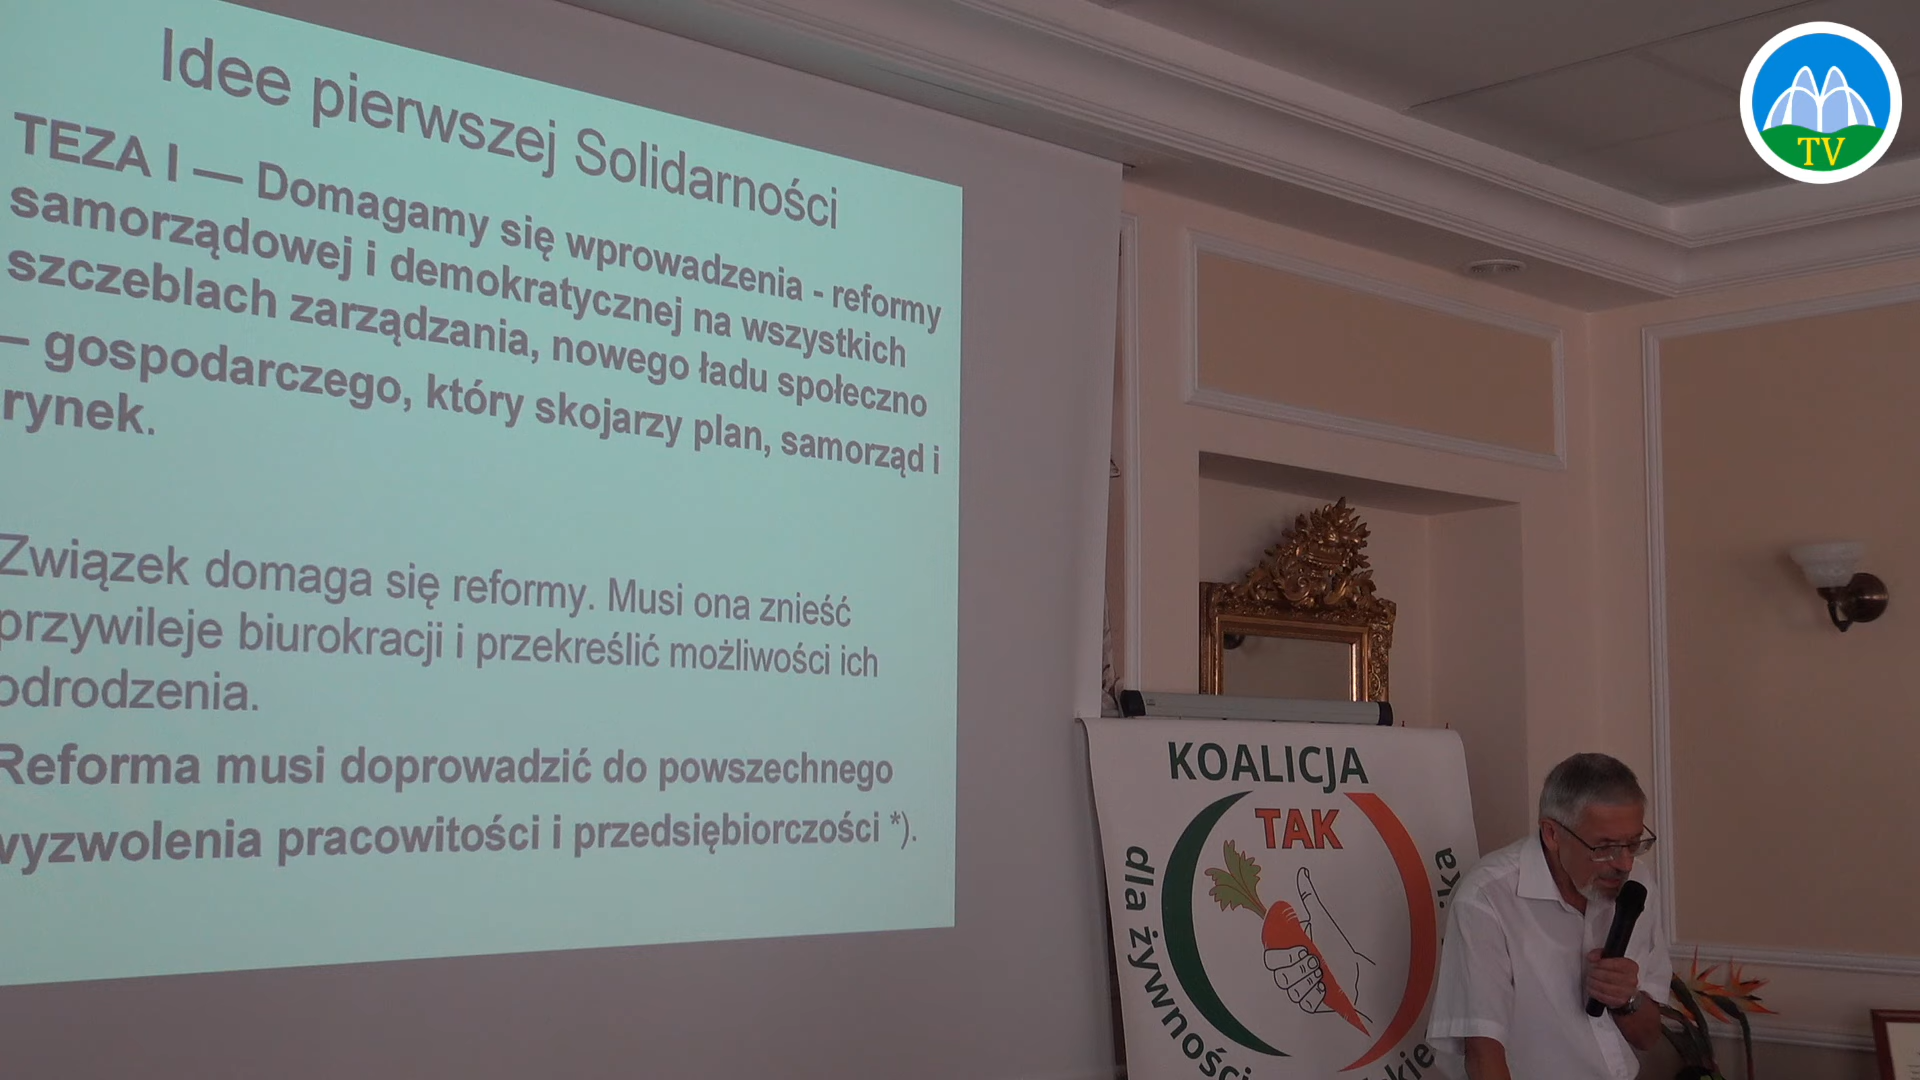 Idee pierwszej Solidarności
TEZA I — Domagamy się wprowadzenia - reformy
samorządowej i demokratycznej na wszystkich
szczeblach zarządzania, nowego ładu społeczno
– gospodarczego, który skojarzy plan, samorząd i
rynek.
Związek domaga się reformy. Musi ona znieść
przywileje biurokracji i przekreślić możliwości ich
odrodzenia.
Reforma musi doprowadzić do powszechnego
wyzwolenia pracowitości i przedsiębiorczości *).
TV
KOALICJA
TAK
dla żywności